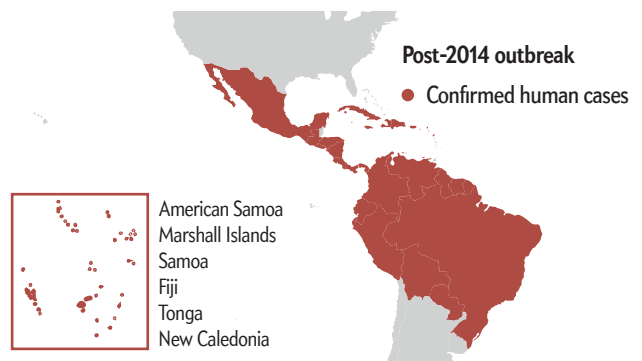 Post-2014 outbreak
Confirmed human cases
American Samoa
Marshall Islands
Samoa
Fiji
Tonga
New Caledonia